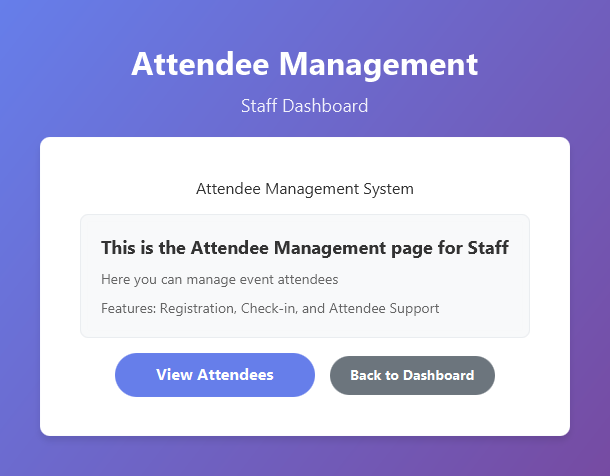 Attendee Management
Staff Dashboard
Attendee Management System
This is the Attendee Management page for Staff
Here you can manage event attendees
Features: Registration, Check-in, and Attendee Support
View Attendees
Back to Dashboard